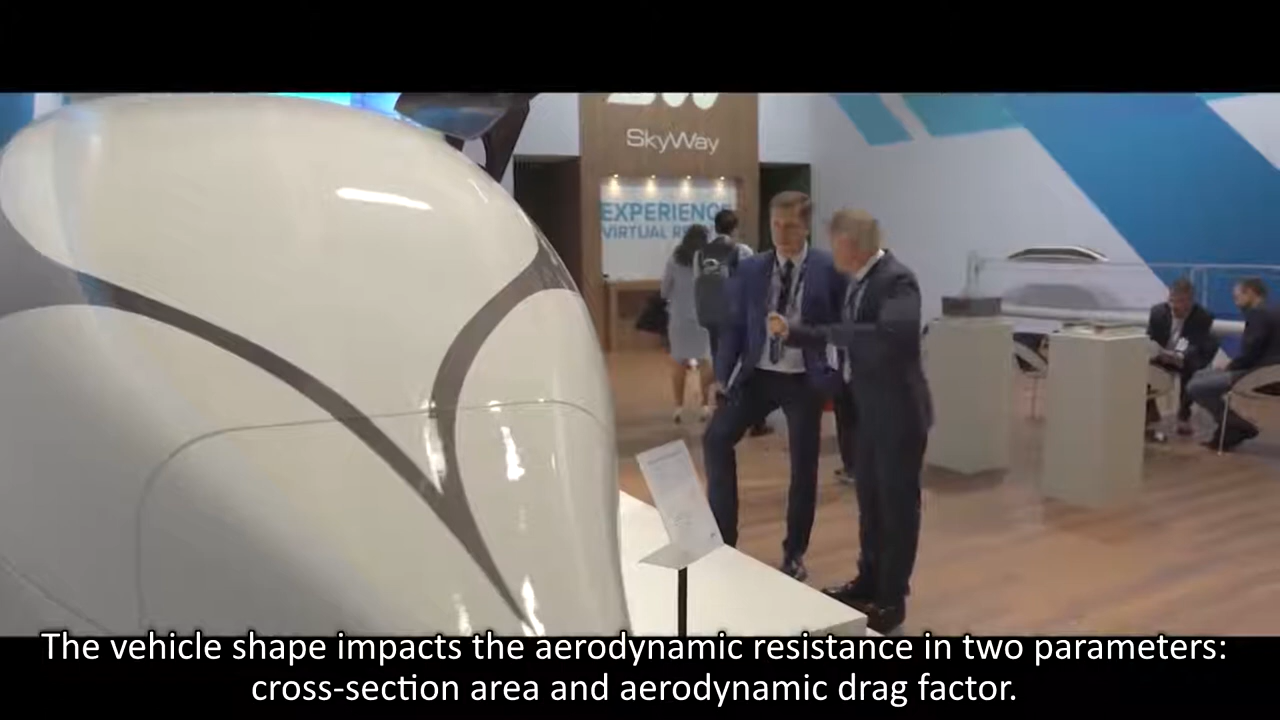 SkyWay
EXPERIENCE
VIRTUAL
The vehicle shape impacts the aerodynamic resistance in two parameters:
cross-section area and aerodynamic drag factor.